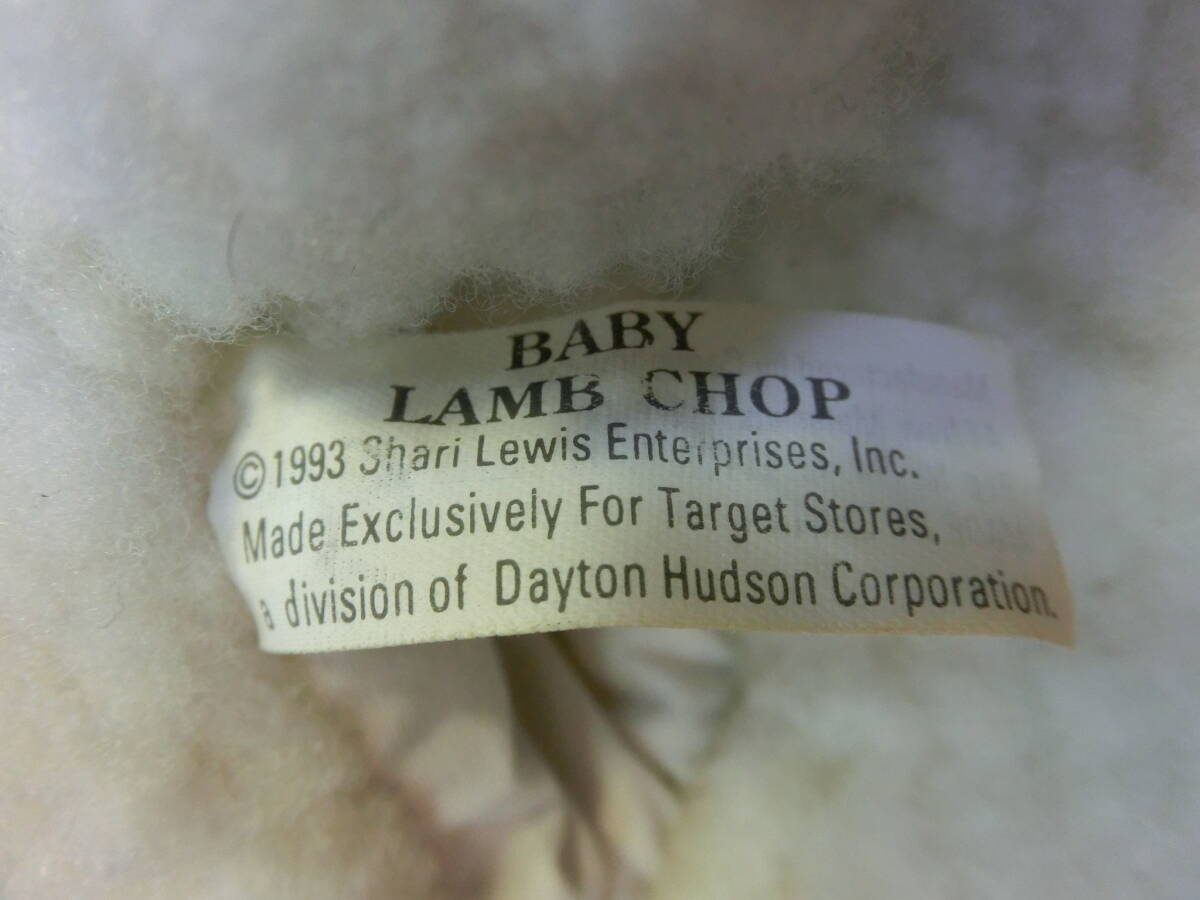 BABY
LAMB CHOP
©1993 Shari Lewis Enterprises, Inc.
Made Exclusively For Target Stores,
a division of Dayton Hudson Corporation.